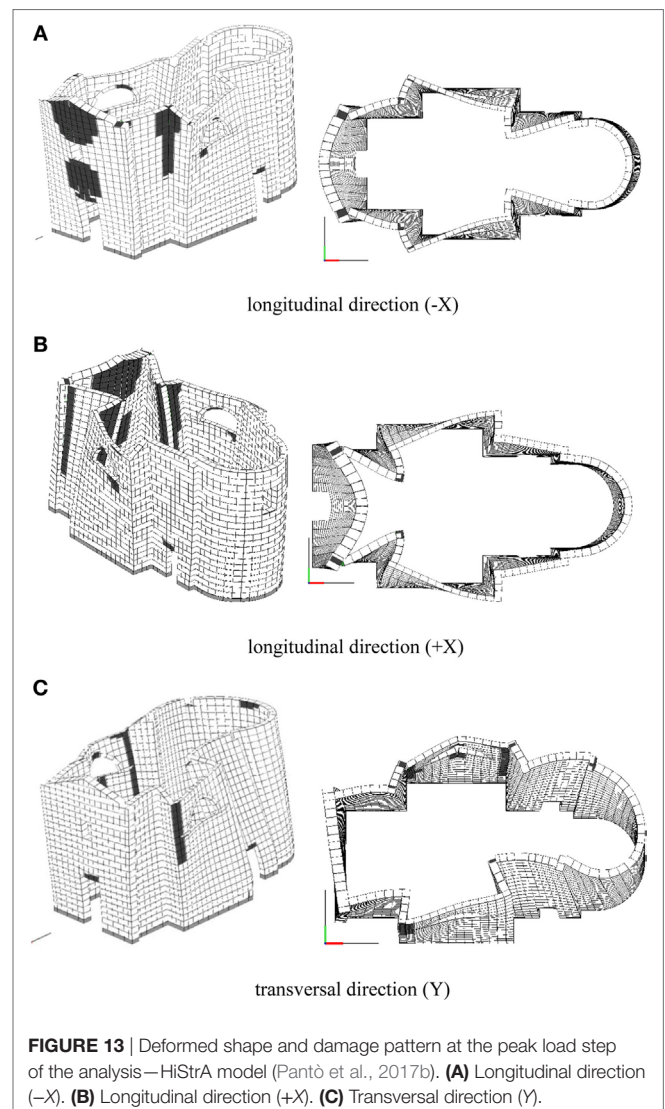 A
longitudinal direction (-X)
B
longitudinal direction (+X)
C
transversal direction (Y)
FIGURE 13 | Deformed shape and damage pattern at the peak load step
of the analysis—HiStrA model (Pantò et al., 2017b). (A) Longitudinal direction
(−X). (B) Longitudinal direction (+X). (C) Transversal direction (Y).